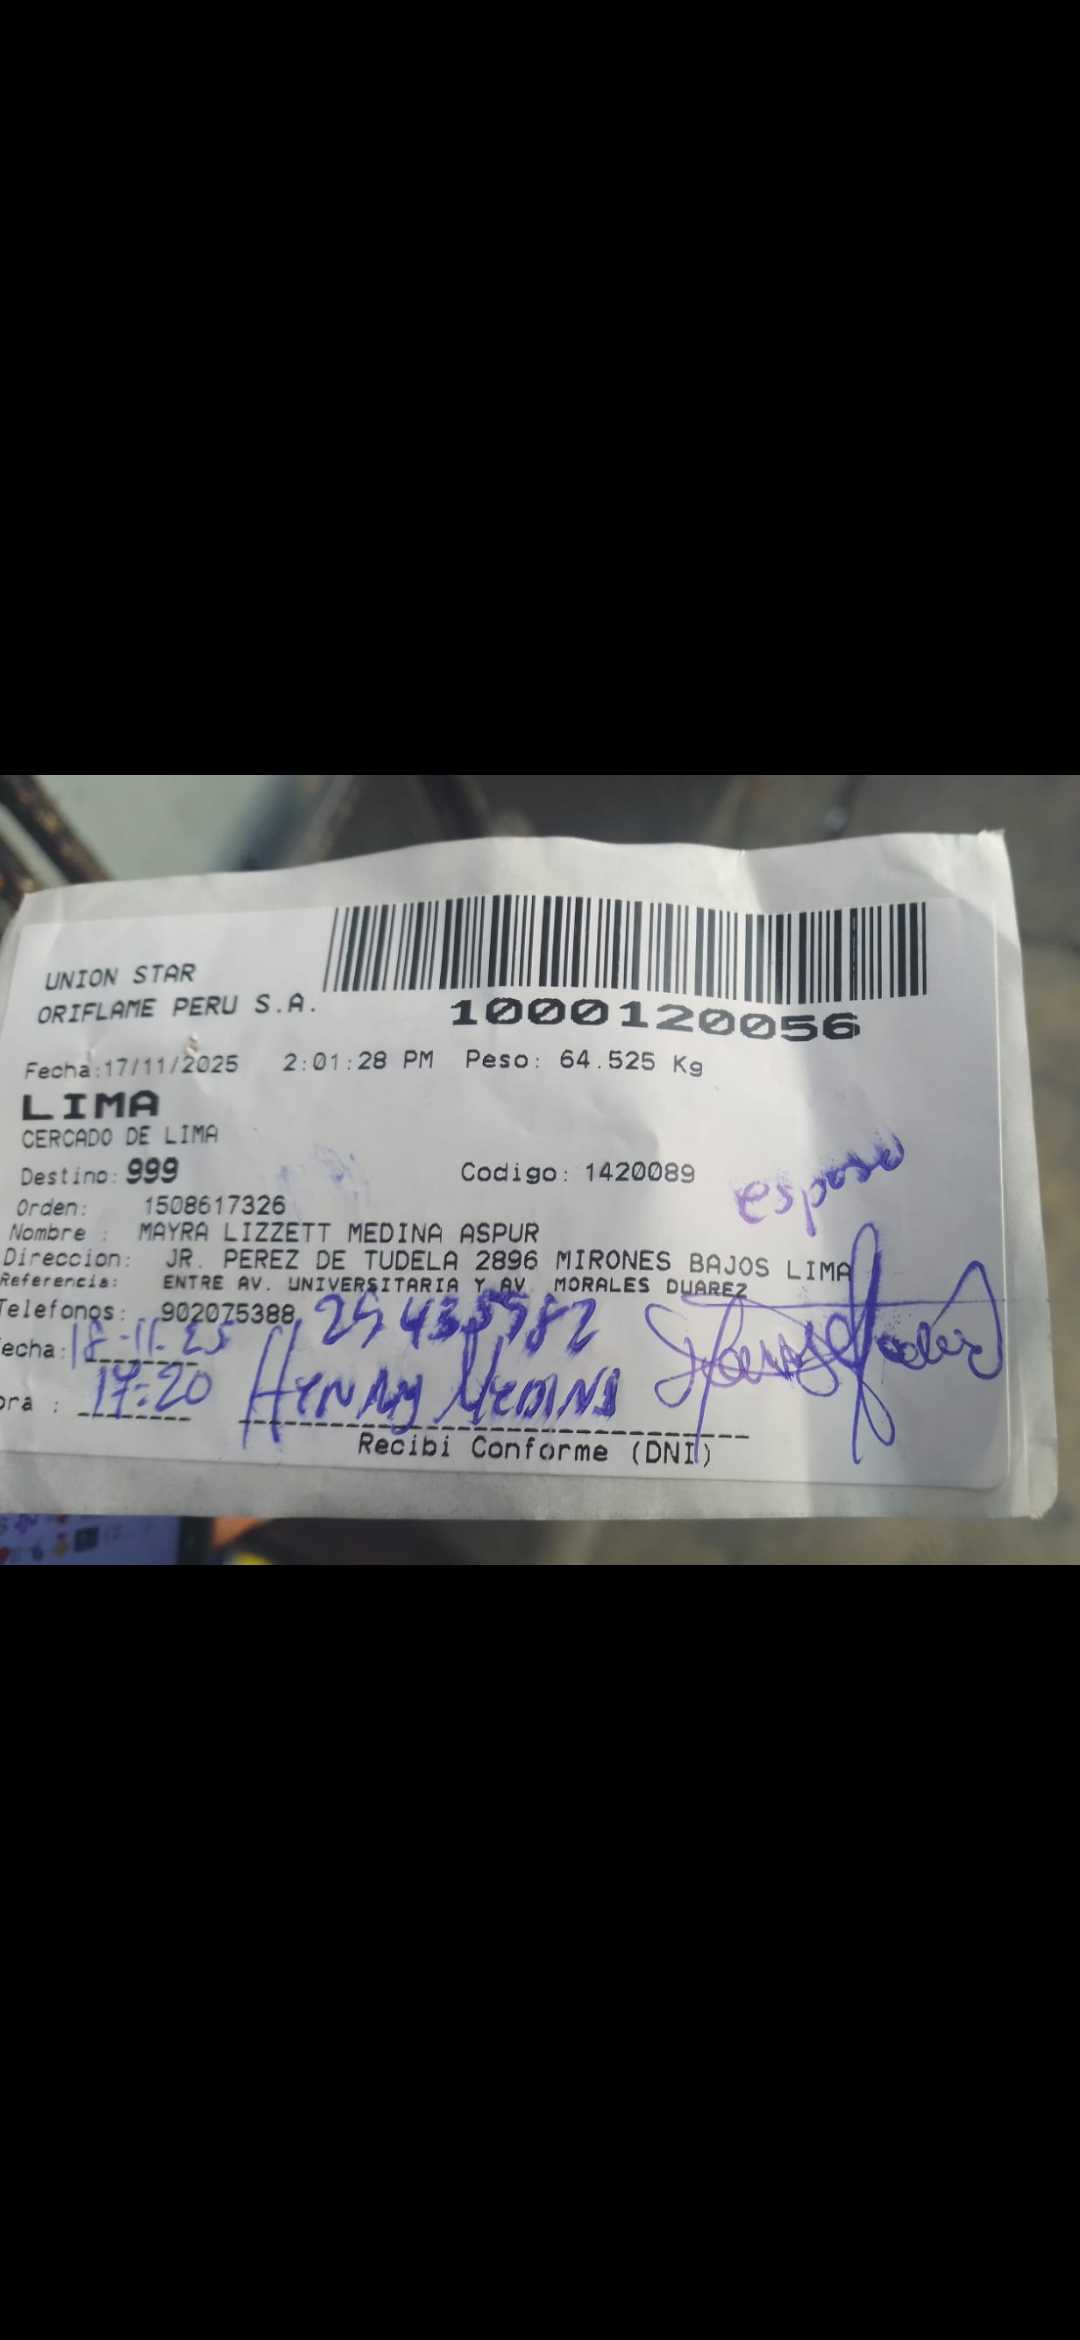 UNION STAR
ORIFLAME PERU S.A.
1000120056
Fecha:17/11/2025 2:01:28 PM Peso: 64.525 Kg
LIMA
CERCADO DE LIMA
Destino: 999 Codigo: 1420089
esposo
Orden: 1508617326
Nombre : MAYRA LIZZETT MEDINA ASPUR
Direccion: JR. PEREZ DE TUDELA 2896 MIRONES BAJOS LIMA
Referencia: ENTRE AV. UNIVERSITARIA Y AV. MORALES DUAREZ
Telefonos: 902075388
echa: 18-11-25
ora : 17:20 HENRRY MEDINA
Recibi Conforme (DNI)